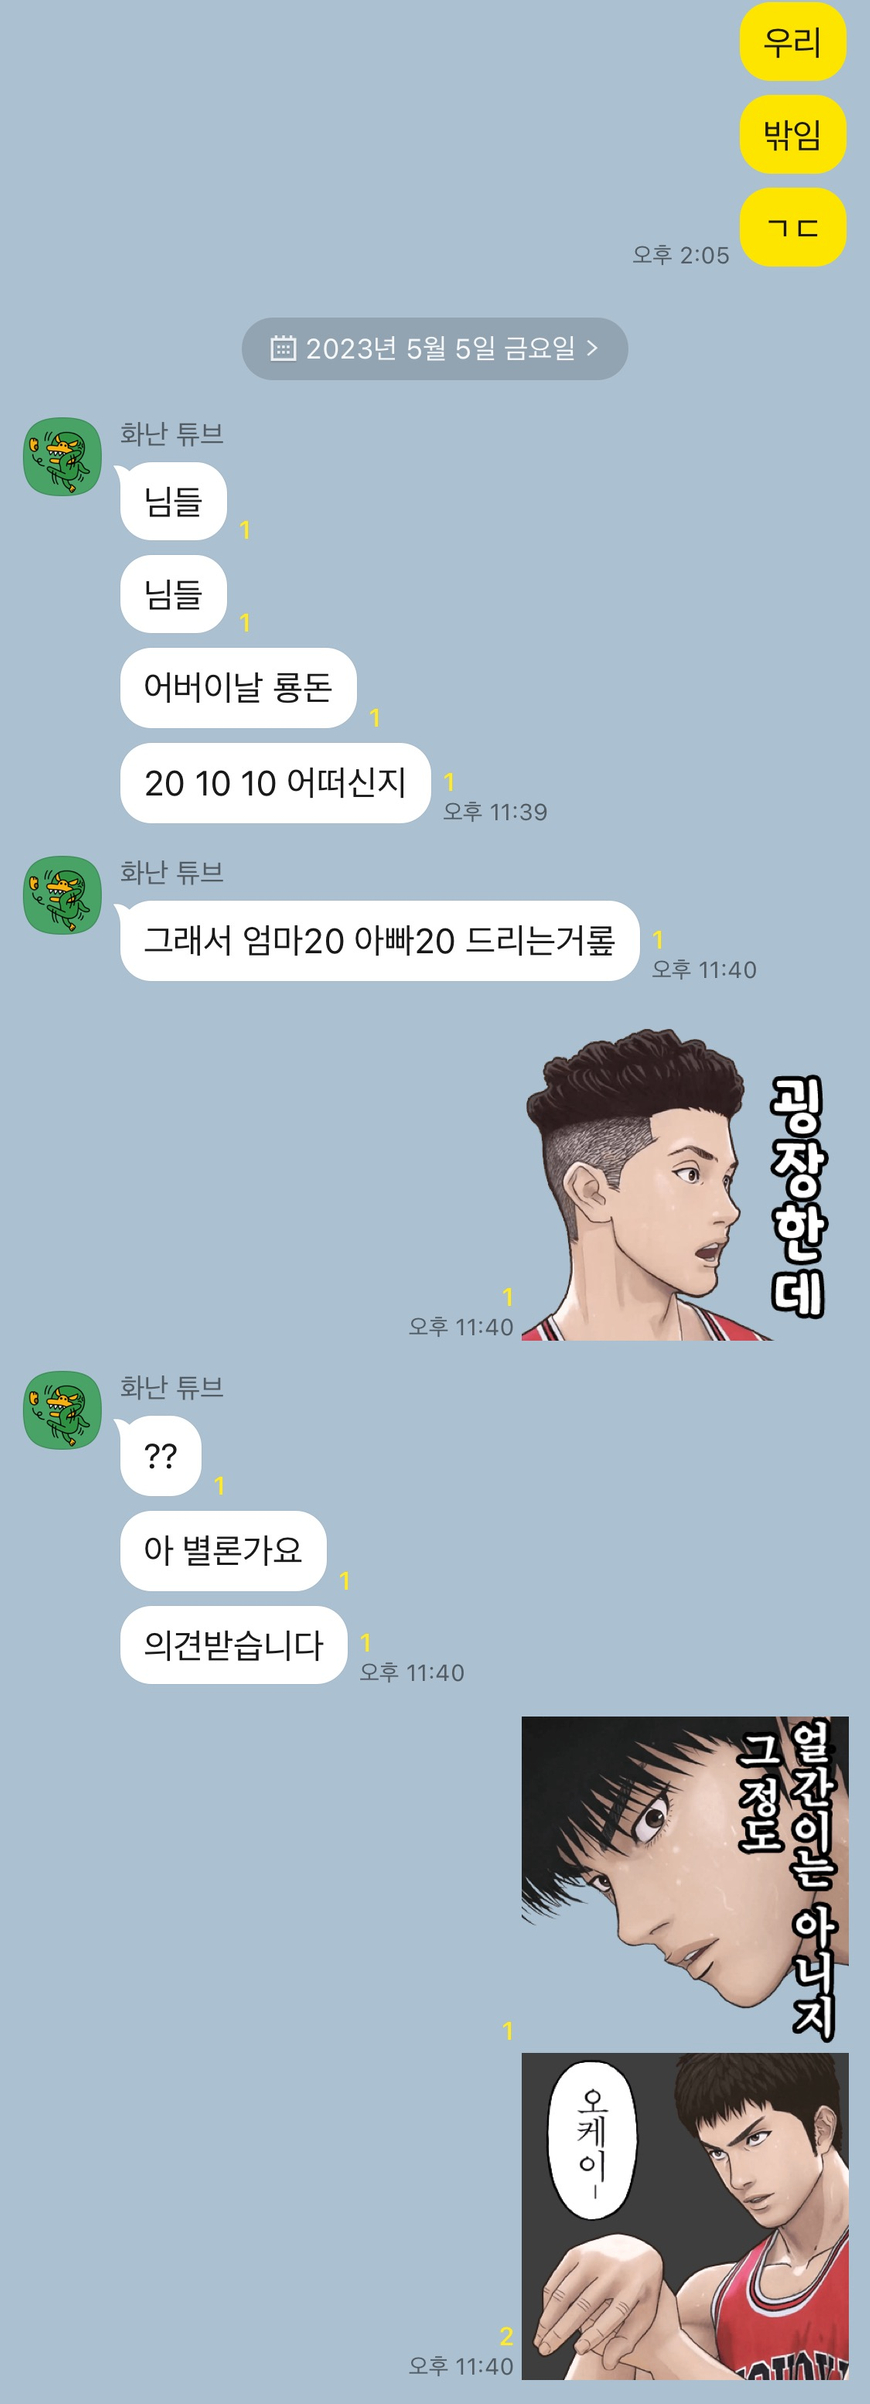 우리
밖임
ㄱㄷ
오후 2:05
2023년 5월 5일 금요일 >
화난 튜브
님들
1
님들
1
어버이날 룡돈
1
20 10 10 어떠신지
1
오후 11:39
화난 튜브
그래서 엄마20 아빠20 드리는거롶
1
오후 11:40
굉장한데
1
오후 11:40
화난 튜브
??
1
아 별론가요
1
의견받습니다
1
오후 11:40
얼간이는 아니지
그 정도
1
오케이-
2
오후 11:40